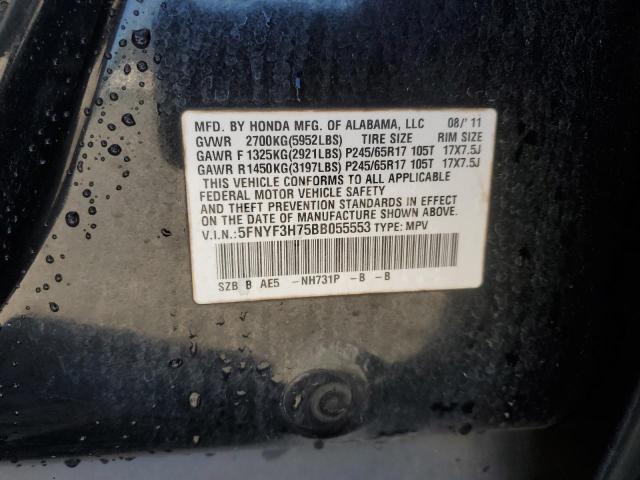 MFD. BY HONDA MFG. OF ALABAMA, LLC 08/'11
GVWR 2700KG(5952LBS) TIRE SIZE RIM SIZE
GAWR F 1325KG(2921LBS) P245/65R17 105T 17X7.5J
GAWR R1450KG(3197LBS) P245/65R17 105T 17X7.5J
THIS VEHICLE CONFORMS TO ALL APPLICABLE
FEDERAL MOTOR VEHICLE SAFETY
AND THEFT PREVENTION STANDARDS IN EFFECT
ON THE DATE OF MANUFACTURE SHOWN ABOVE.
V.I.N.:5FNYF3H75BB055553 TYPE: MPV
SZB B AE5 -NH731P -B -B